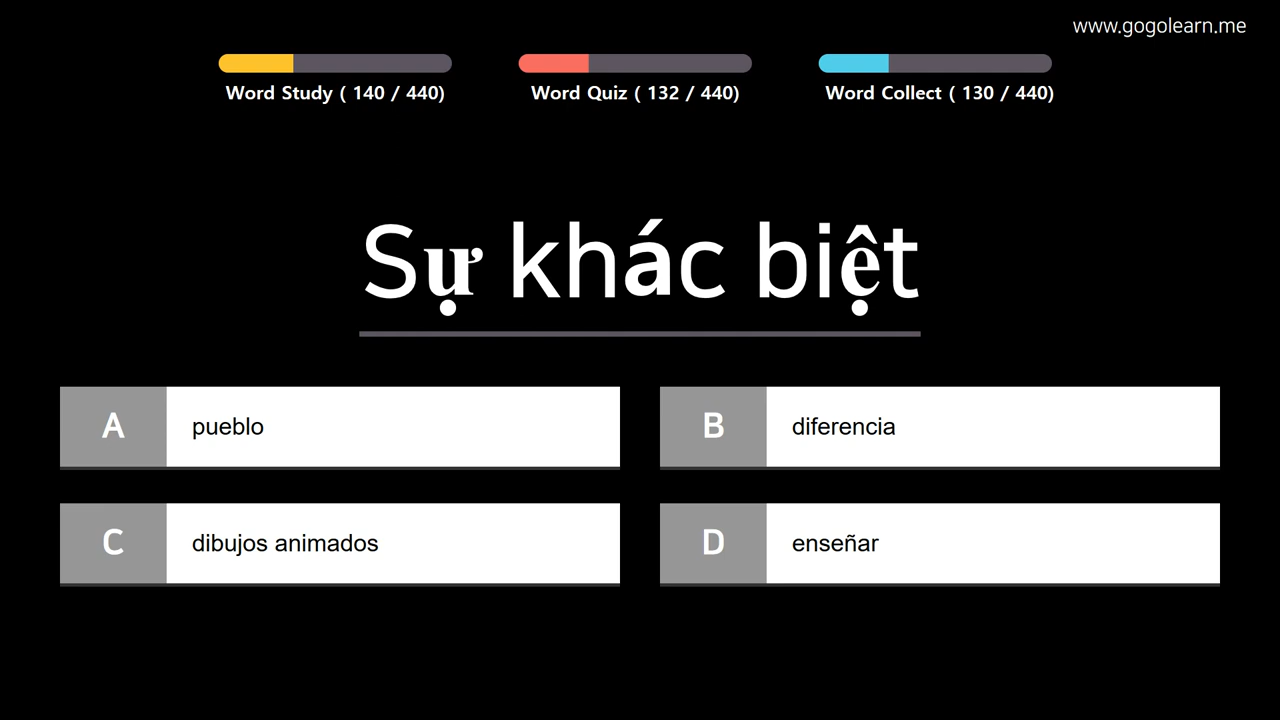 www.gogolearn.me
Word Study ( 140 / 440)
Word Quiz ( 132 / 440)
Word Collect ( 130 / 440)
Sự khác biệt
A pueblo
B diferencia
C dibujos animados
D enseñar